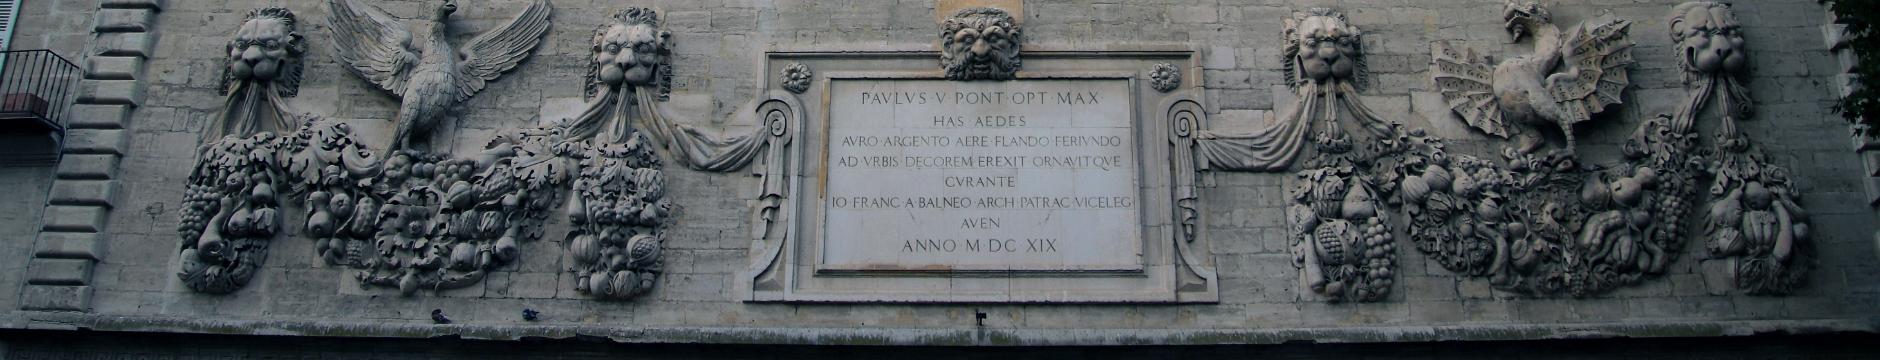 PAVLVS · V · PONT · OPT · MAX
HAS AEDES
AVRO · ARGENTO AERE · FLANDO FERIVNDO
AD · VRBIS DECOREM EREXIT ORNAVITQVE
CVRANTE
IO · FRANC · A BALNEO · ARCH PATRAC VICELEG
AVEN
ANNO · M · DC XIX